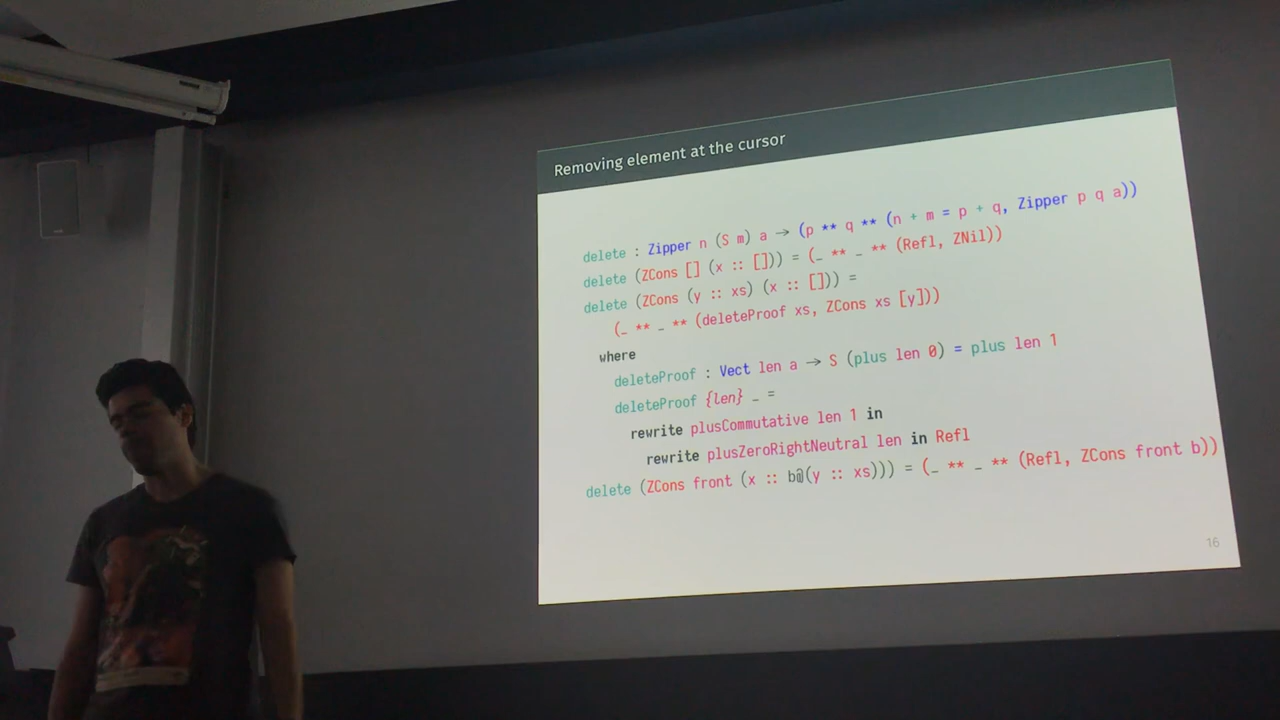 Removing element at the cursor
delete : Zipper n (S m) a → (p ** q ** (n + m = p + q, Zipper p q a))
delete (ZCons [] (x :: [])) = (_ ** _ ** (Refl, ZNil))
delete (ZCons (y :: xs) (x :: [])) =
(_ ** _ ** (deleteProof xs, ZCons xs [y]))
where
deleteProof : Vect len a → S (plus len 0) = plus len 1
deleteProof {len} _ =
rewrite plusCommutative len 1 in
rewrite plusZeroRightNeutral len in Refl
delete (ZCons front (x :: b@(y :: xs))) = (_ ** _ ** (Refl, ZCons front b))
16